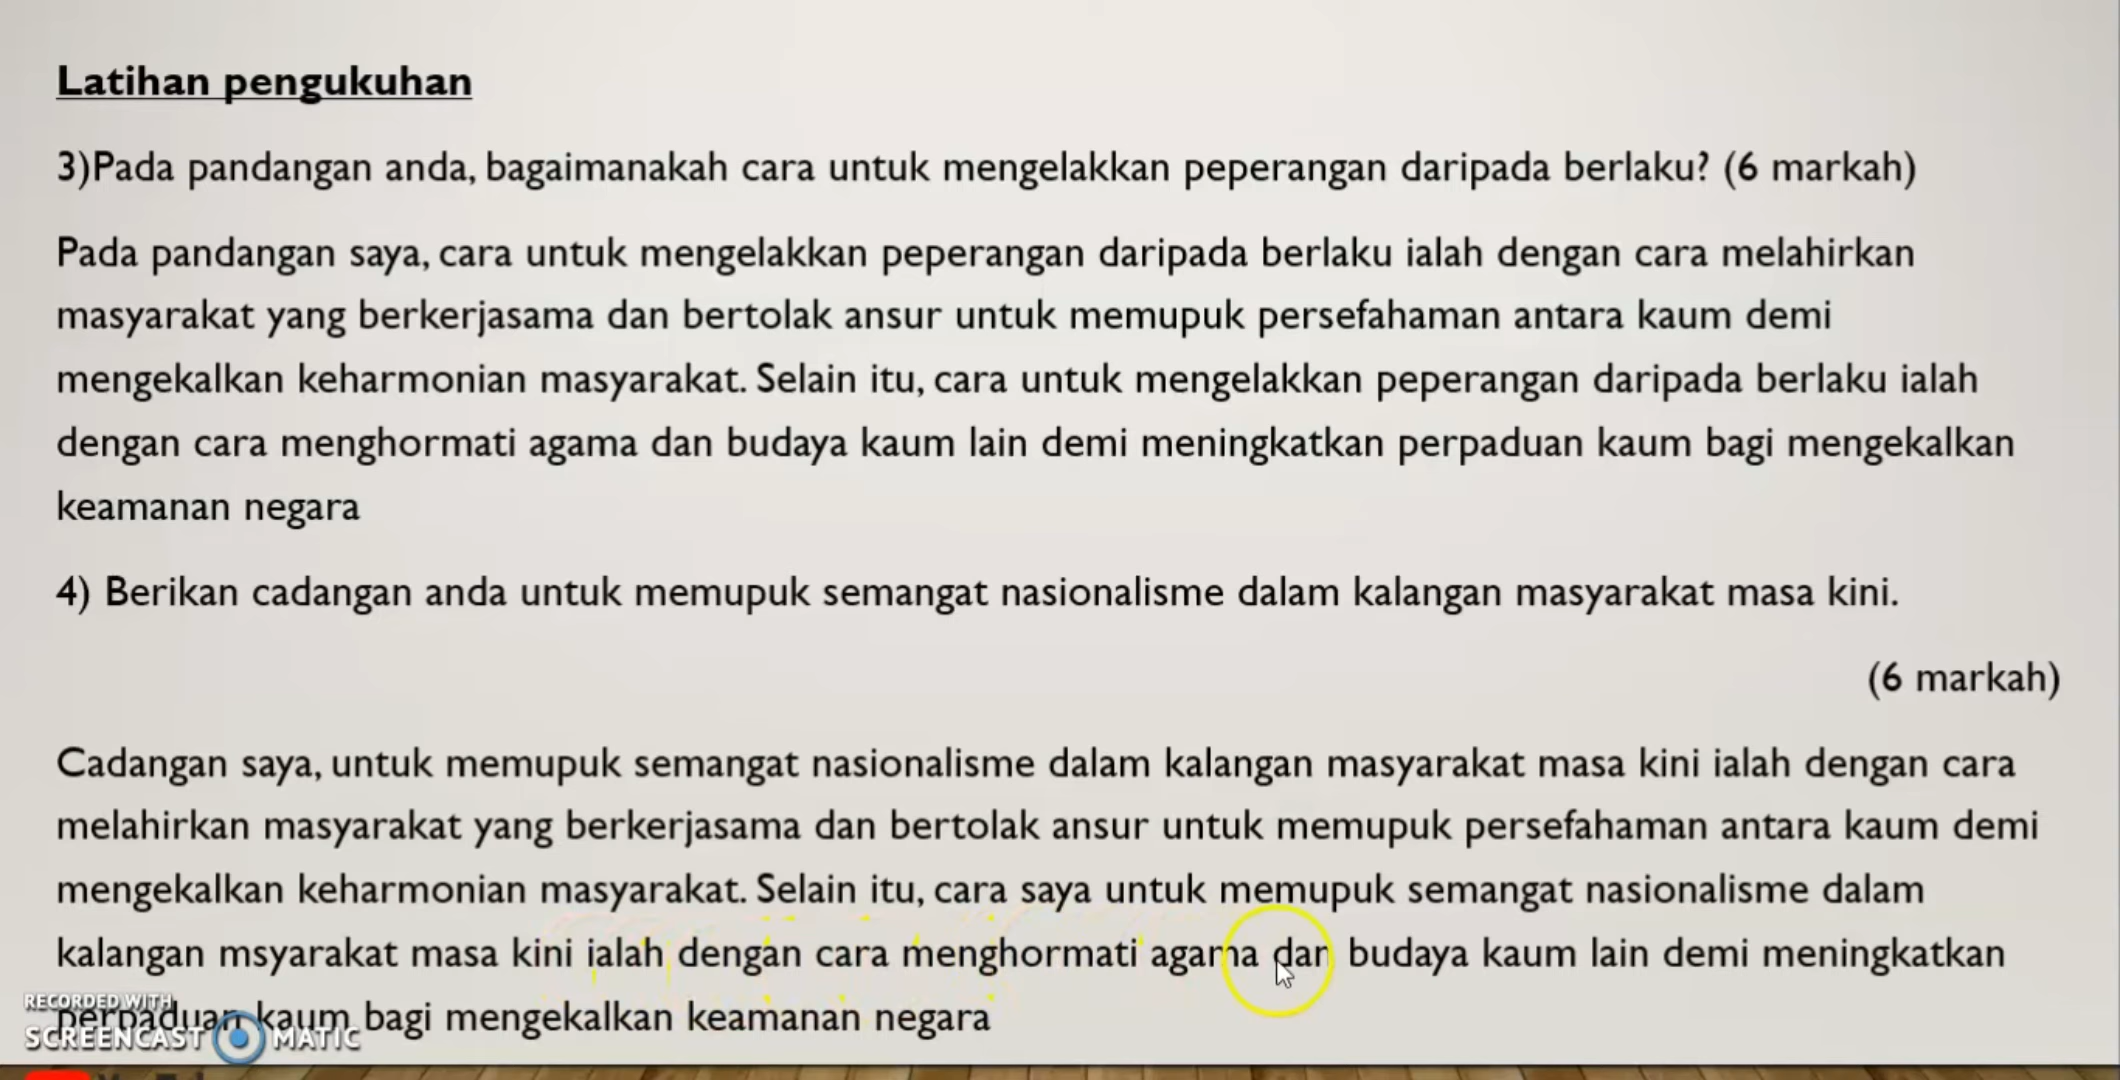 Latihan pengukuhan
3)Pada pandangan anda, bagaimanakah cara untuk mengelakkan peperangan daripada berlaku? (6 markah)
Pada pandangan saya, cara untuk mengelakkan peperangan daripada berlaku ialah dengan cara melahirkan
masyarakat yang berkerjasama dan bertolak ansur untuk memupuk persefahaman antara kaum demi
mengekalkan keharmonian masyarakat. Selain itu, cara untuk mengelakkan peperangan daripada berlaku ialah
dengan cara menghormati agama dan budaya kaum lain demi meningkatkan perpaduan kaum bagi mengekalkan
keamanan negara
4) Berikan cadangan anda untuk memupuk semangat nasionalisme dalam kalangan masyarakat masa kini.
(6 markah)
Cadangan saya, untuk memupuk semangat nasionalisme dalam kalangan masyarakat masa kini ialah dengan cara
melahirkan masyarakat yang berkerjasama dan bertolak ansur untuk memupuk persefahaman antara kaum demi
mengekalkan keharmonian masyarakat. Selain itu, cara saya untuk memupuk semangat nasionalisme dalam
kalangan msyarakat masa kini ialah dengan cara menghormati agama dan budaya kaum lain demi meningkatkan
RECORDED WITH
perpaduan kaum bagi mengekalkan keamanan negara
SCREENCAST MATIC